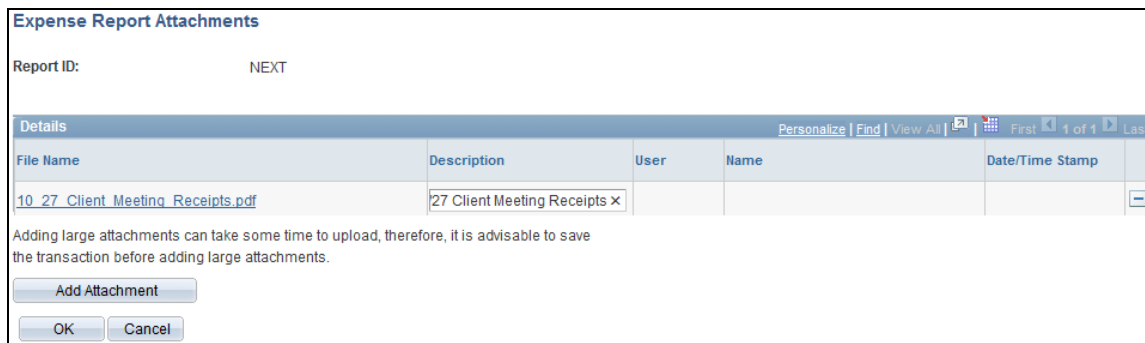 Expense Report Attachments
Report ID: NEXT
Details Personalize | Find | View All | | First 1 of 1 Las
File Name Description User Name Date/Time Stamp
10_27_Client_Meeting_Receipts.pdf 27 Client Meeting Receipts ×
Adding large attachments can take some time to upload, therefore, it is advisable to save
the transaction before adding large attachments.
Add Attachment
OK Cancel